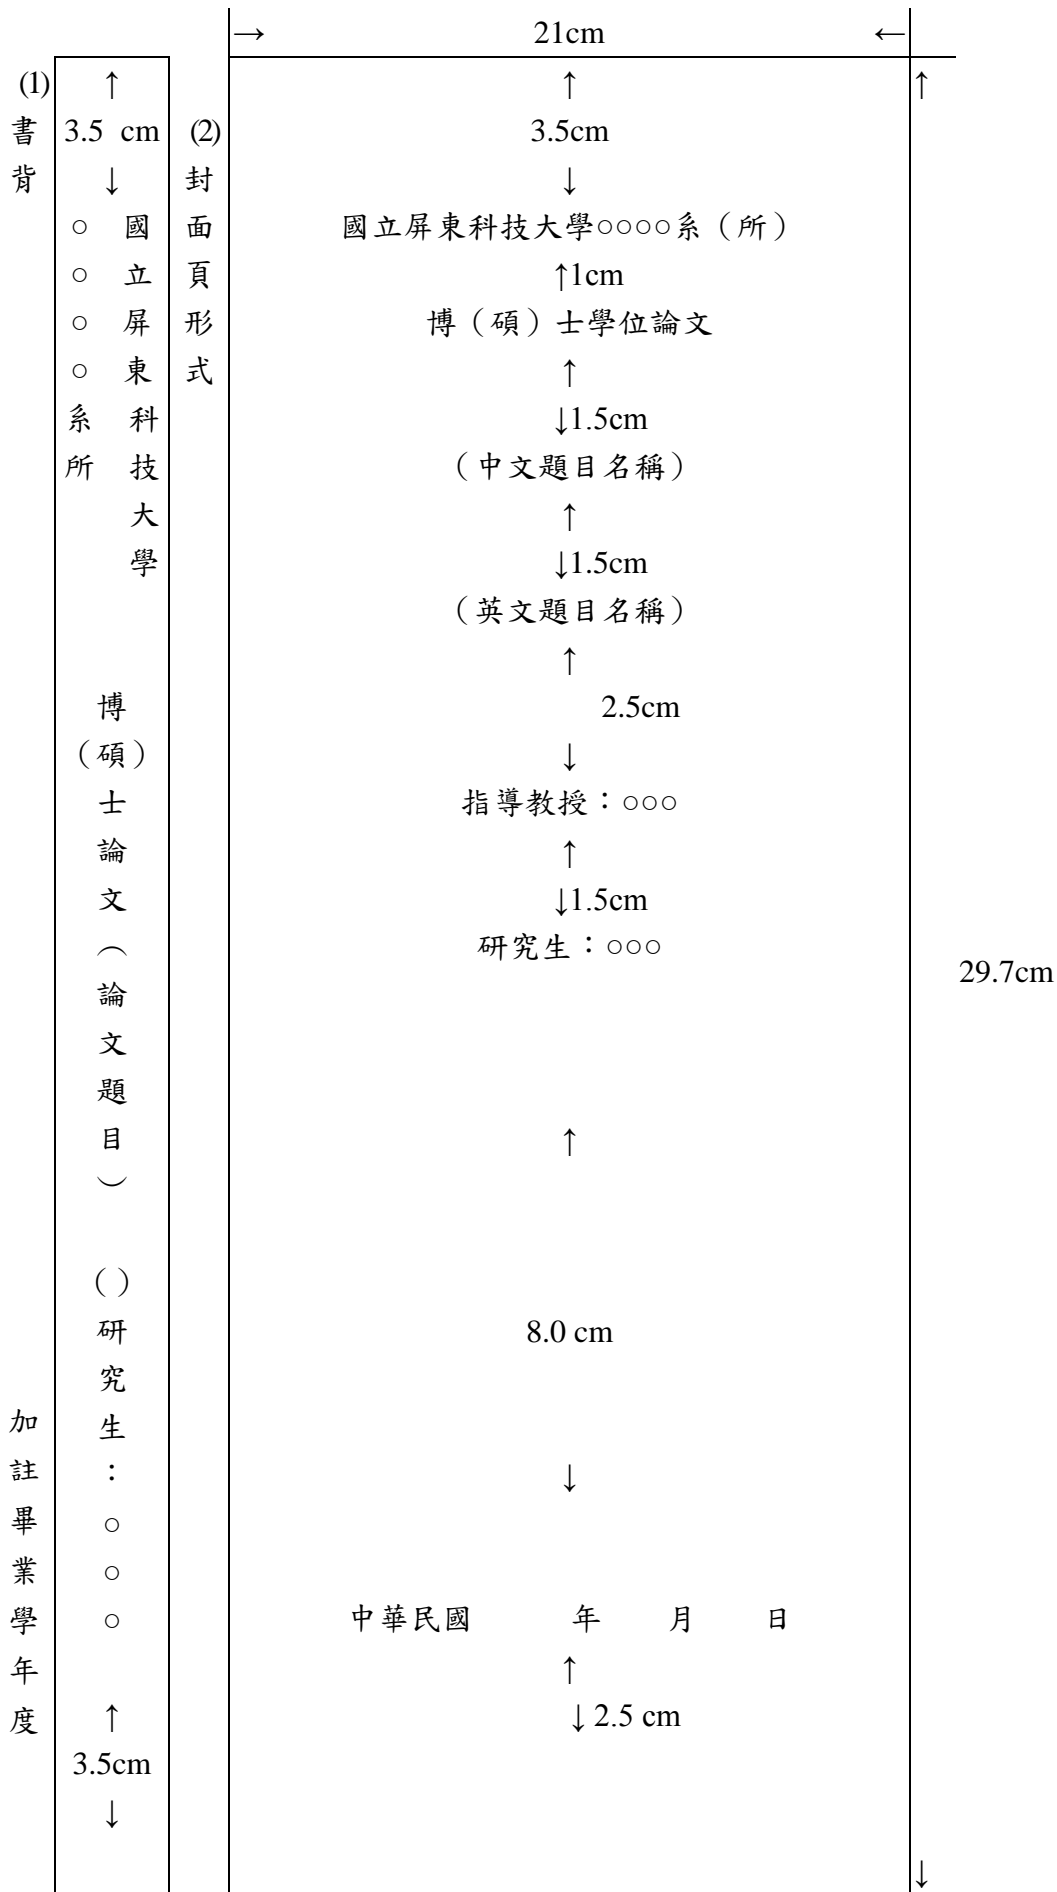 → 21cm ←
(1)書背
↑
3.5 cm
↓
國立屏東科技大學
○○○○系所
博(碩)士論文(論文題目)
()研究生:○○○
↑
3.5cm
↓
加註畢業學年度
(2)封面頁形式
↑
3.5cm
↓
國立屏東科技大學○○○○系（所）
↑1cm
博（碩）士學位論文
↑
↓1.5cm
（中文題目名稱）
↑
↓1.5cm
（英文題目名稱）
↑
2.5cm
↓
指導教授：○○○
↑
↓1.5cm
研究生：○○○
↑
8.0 cm
↓
中華民國 年 月 日
↑
↓2.5 cm
↑
29.7cm
↓